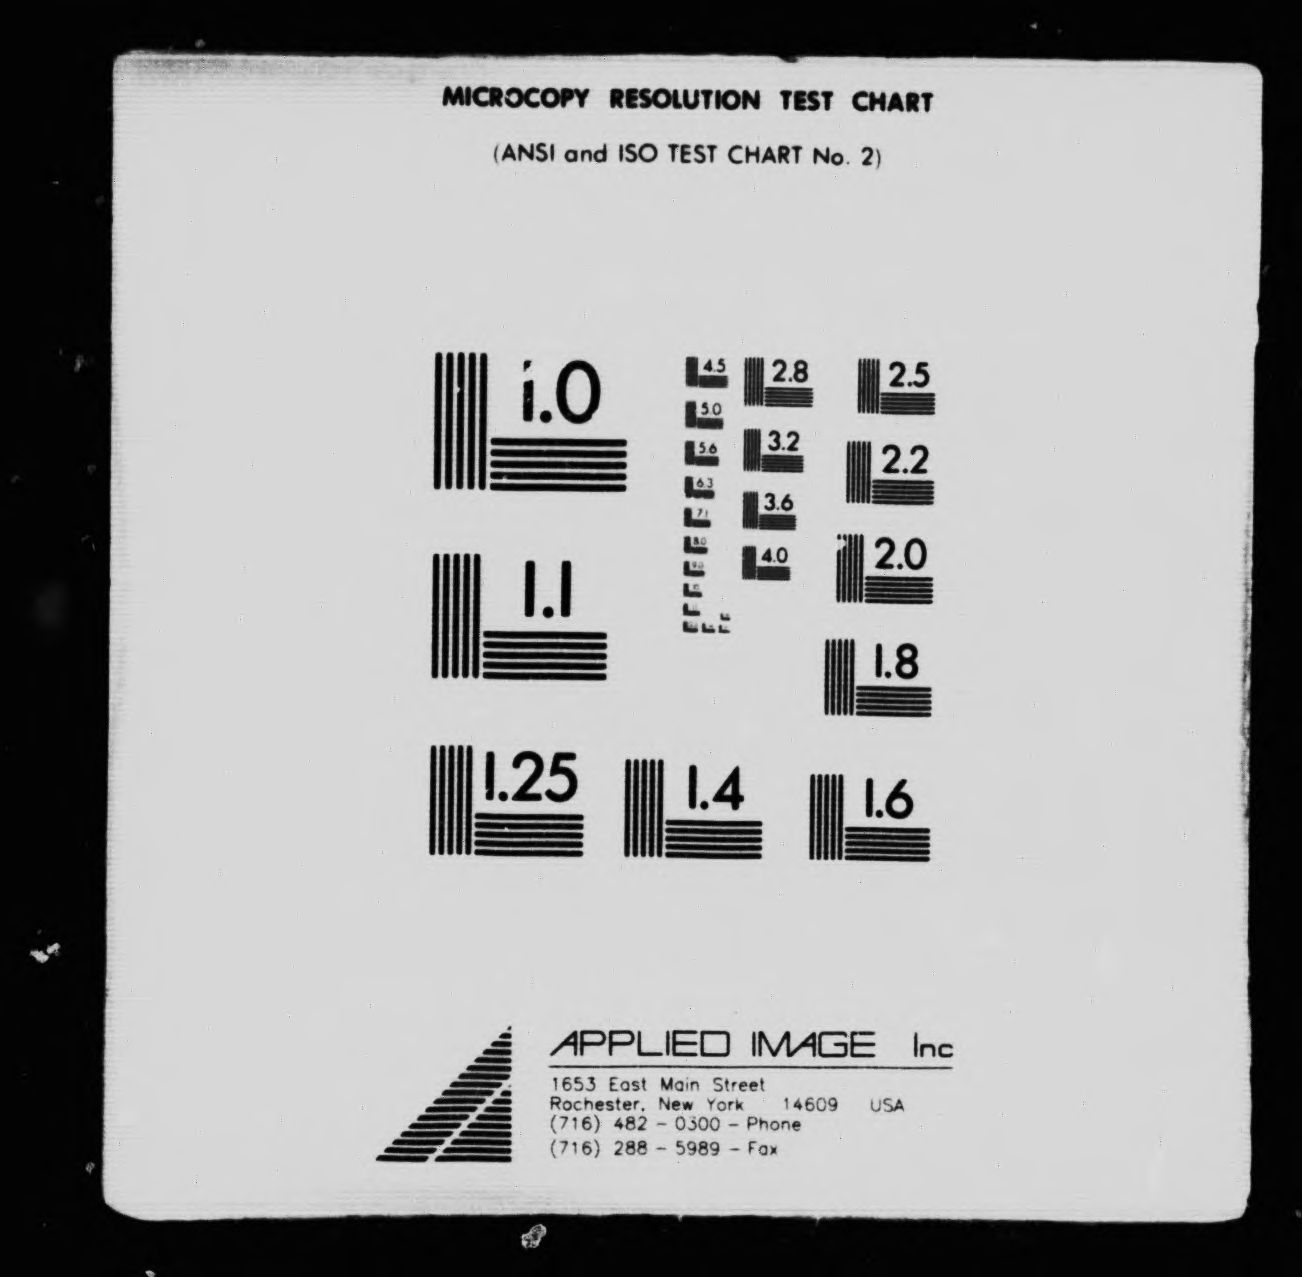 MICROCOPY RESOLUTION TEST CHART
(ANSI and ISO TEST CHART No. 2)
1.0
1.1
1.25
1.4
1.6
1.8
2.0
2.2
2.5
2.8
3.2
3.6
4.0
4.5
5.0
5.6
6.3
7.1
8.0
9.0
APPLIED IMAGE Inc
1653 East Main Street
Rochester, New York 14609 USA
(716) 482 - 0300 - Phone
(716) 288 - 5989 - Fax